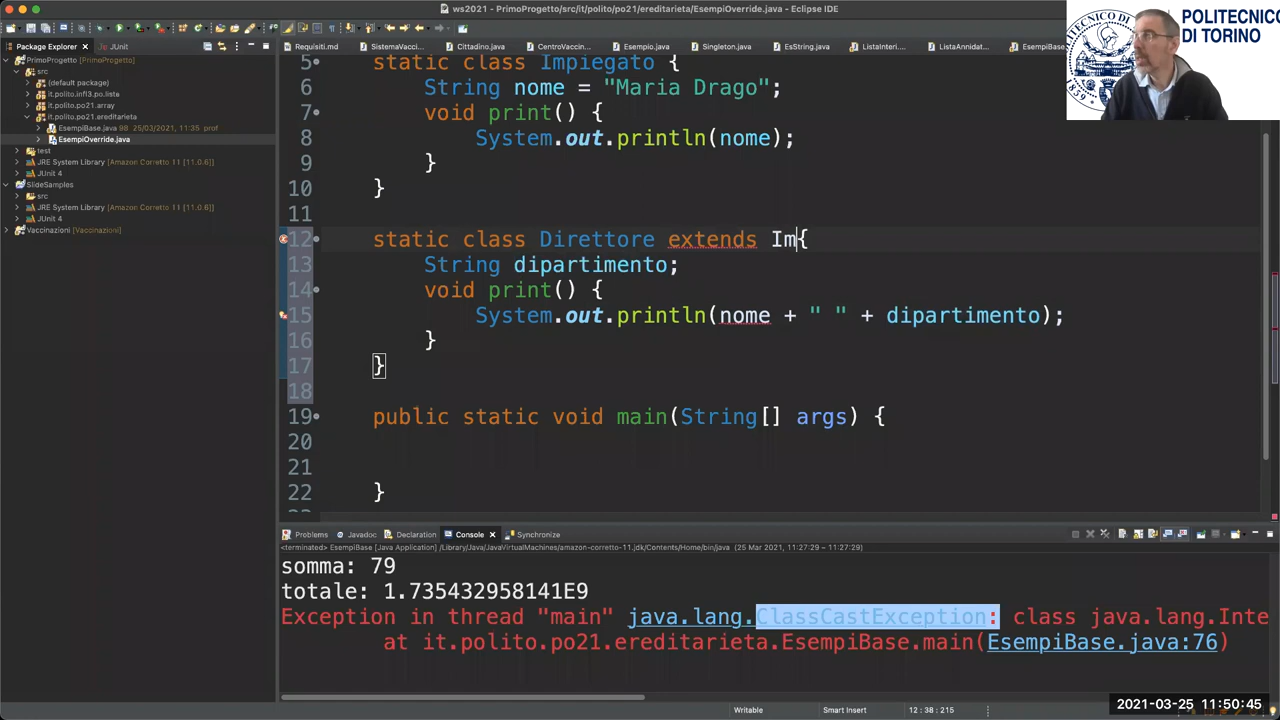 ws2021 - PrimoProgetto/src/it/polito/po21/ereditarieta/EsempiOverride.java - Eclipse IDE
POLITECNICO
DI TORINO
Package Explorer
JUnit
Requisiti.md
SistemaVacci...
Cittadino.java
CentroVaccin...
Esempio.java
Singleton.java
EsString.java
ListaInteri....
ListaAnnidat...
EsempiBase
PrimoProgetto [PrimoProgetto]
src
(default package)
it.polito.po21.array
it.polito.po21.ereditarieta
EsempiBase.java 98 25/03/2021, 11:35 prof
EsempiOverride.java
test
JRE System Library [Amazon Corretto 11 [11.0.6]]
JUnit 4
SlideSamples
src
JRE System Library [Amazon Corretto 11 [11.0.6]]
JUnit 4
Vaccinazioni [Vaccinazioni]
5 static class Impiegato {
6 String nome = "Maria Drago";
7 void print() {
8 System.out.println(nome);
9 }
10 }
11
12 static class Direttore extends Im{
13 String dipartimento;
14 void print() {
15 System.out.println(nome + " " + dipartimento);
16 }
17 }
18
19 public static void main(String[] args) {
20
21
22 }
Problems
Javadoc
Declaration
Console
Synchronize
<terminated> EsempiBase [Java Application] /Library/Java/JavaVirtualMachines/amazon-corretto-11.jdk/Contents/Home/bin/java (25 Mar 2021, 11:27:29 – 11:27:29)
somma: 79
totale: 1.735432958141E9
Exception in thread "main" java.lang.ClassCastException: class java.lang.Inte
at it.polito.po21.ereditarieta.EsempiBase.main(EsempiBase.java:76)
Writable
Smart Insert
12 : 38 : 215
2021-03-25 11:50:45